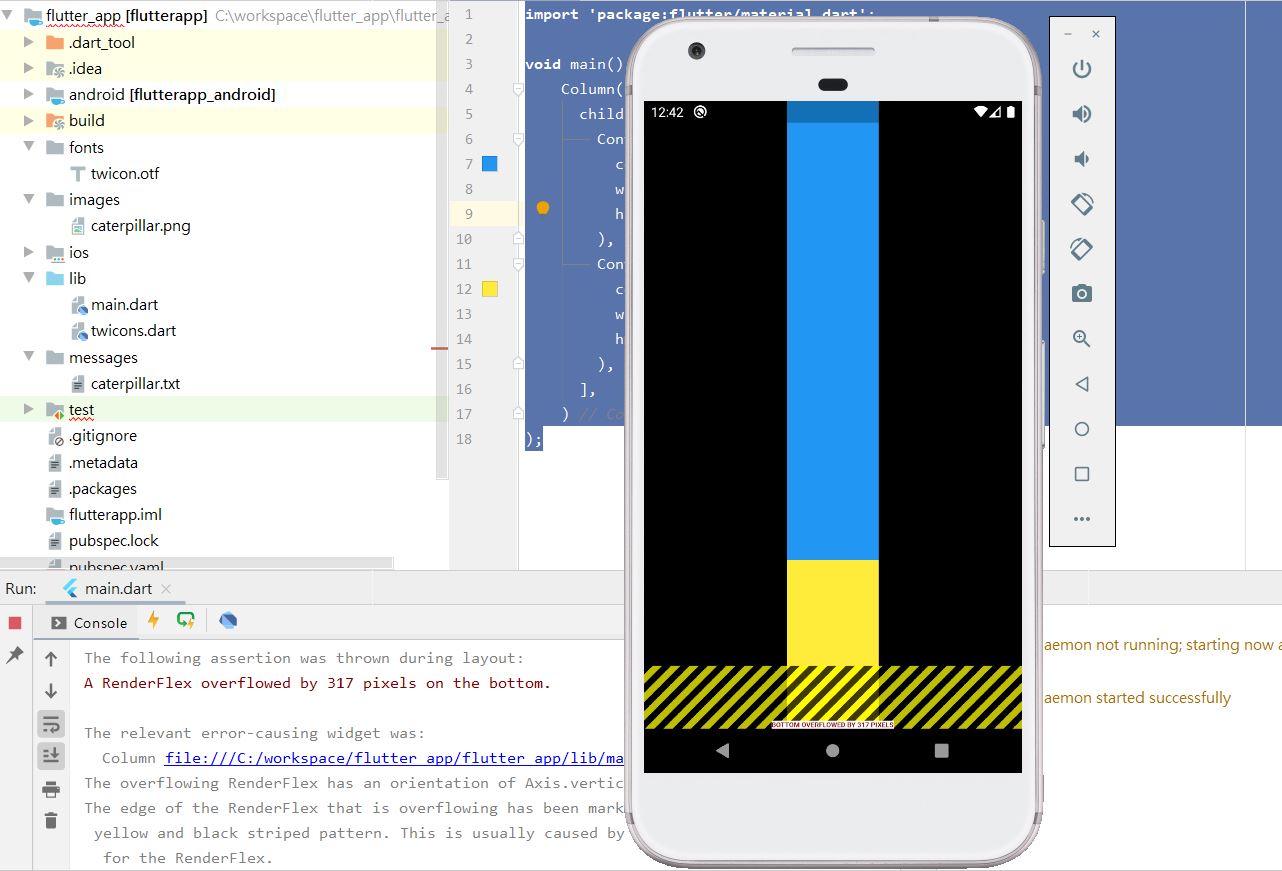 flutter_app [flutterapp] C:\workspace\flutter_app\flutter_a
.dart_tool
.idea
android [flutterapp_android]
build
fonts
twicon.otf
images
caterpillar.png
ios
lib
main.dart
twicons.dart
messages
caterpillar.txt
test
.gitignore
.metadata
.packages
flutterapp.iml
pubspec.lock
pubspec.yaml
1 import 'package:flutter/material.dart';
2
3 void main()
4 Column(
5 child
6 Con
7 c
8 w
9 h
10 ),
11 Con
12 c
13 w
14 h
15 ),
16 ],
17 ) // Co
18 );
12:42
BOTTOM OVERFLOWED BY 317 PIXELS
Run: main.dart
Console
The following assertion was thrown during layout:
A RenderFlex overflowed by 317 pixels on the bottom.
The relevant error-causing widget was:
Column file:///C:/workspace/flutter_app/flutter_app/lib/ma
The overflowing RenderFlex has an orientation of Axis.vertic
The edge of the RenderFlex that is overflowing has been mark
yellow and black striped pattern. This is usually caused by
for the RenderFlex.
aemon not running; starting now a
aemon started successfully